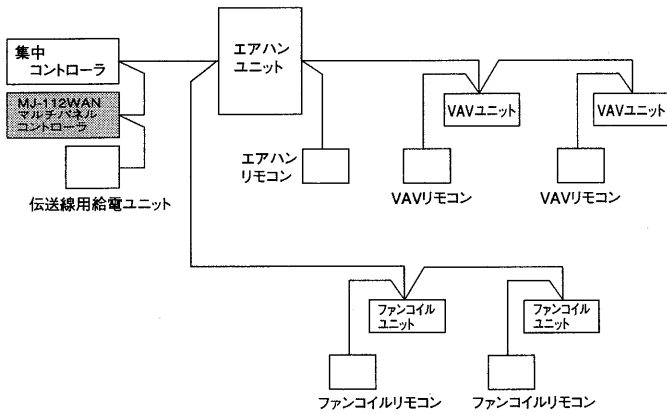 集中
コントローラ
MJ-112WAN
マルチパネル
コントローラ
伝送線用給電ユニット
エアハン
ユニット
エアハン
リモコン
VAVユニット
VAVリモコン
VAVユニット
VAVリモコン
ファンコイル
ユニット
ファンコイルリモコン
ファンコイル
ユニット
ファンコイルリモコン